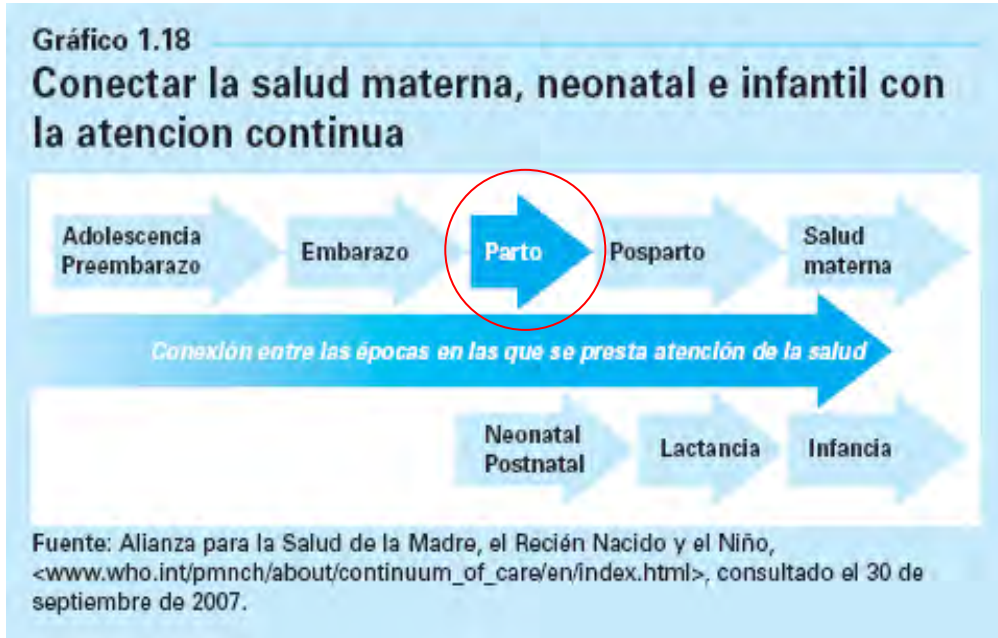 Gráfico 1.18
Conectar la salud materna, neonatal e infantil con
la atencion continua
Adolescencia
Preembarazo
Embarazo
Parto
Posparto
Salud
materna
Conexión entre las épocas en las que se presta atención de la salud
Neonatal
Postnatal
Lactancia
Infancia
Fuente: Alianza para la Salud de la Madre, el Recién Nacido y el Niño,
<www.who.int/pmnch/about/continuum_of_care/en/index.html>, consultado el 30 de
septiembre de 2007.